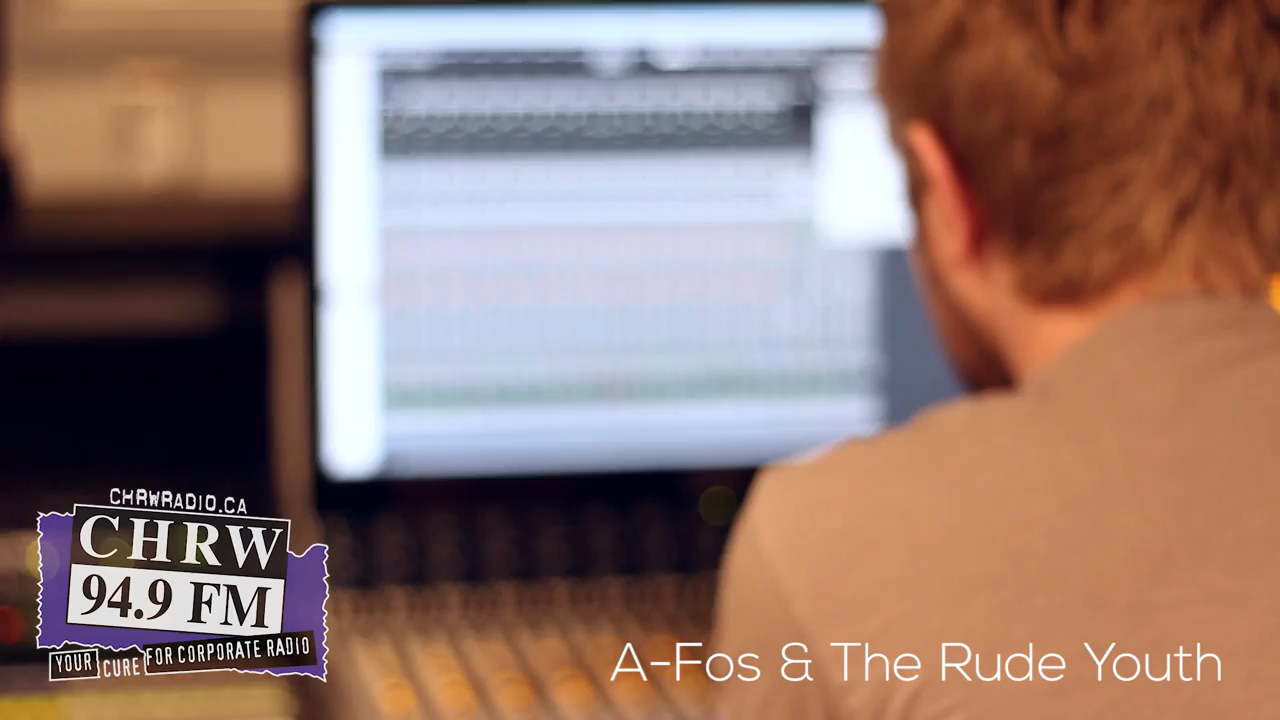 CHRWRADIO.CA
CHRW
94.9 FM
YOUR CURE FOR CORPORATE RADIO
A-Fos & The Rude Youth